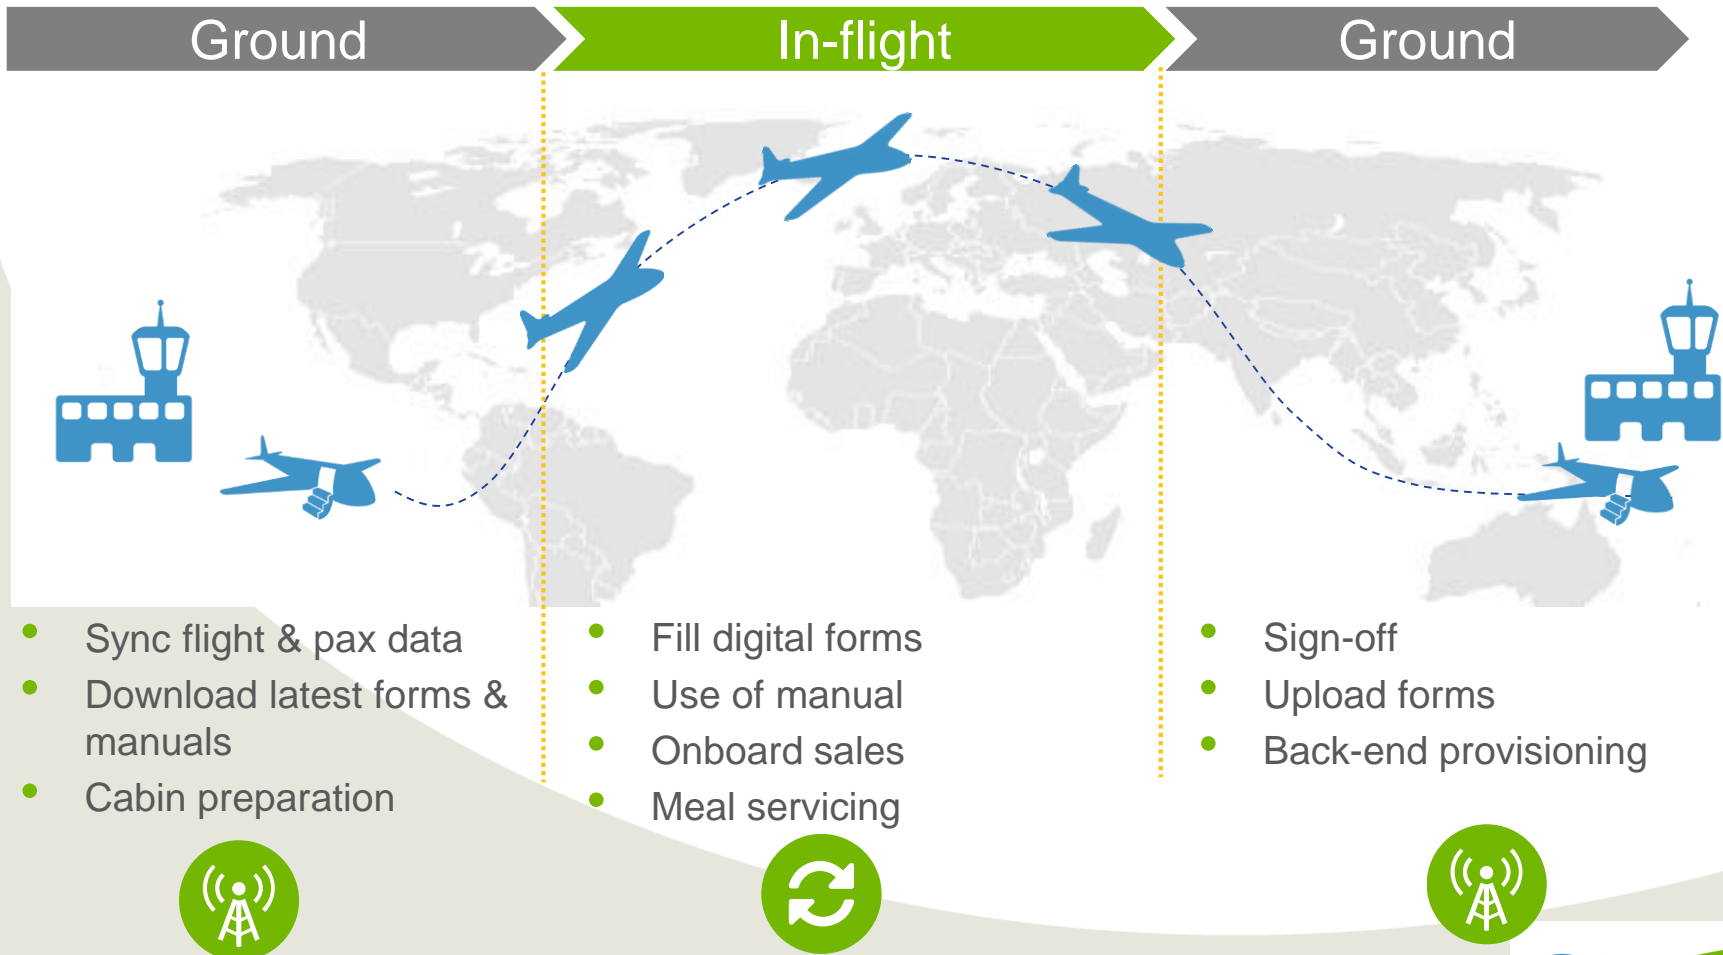 Ground
In-flight
Ground
• Sync flight & pax data
• Download latest forms &
manuals
• Cabin preparation
• Fill digital forms
• Use of manual
• Onboard sales
• Meal servicing
• Sign-off
• Upload forms
• Back-end provisioning